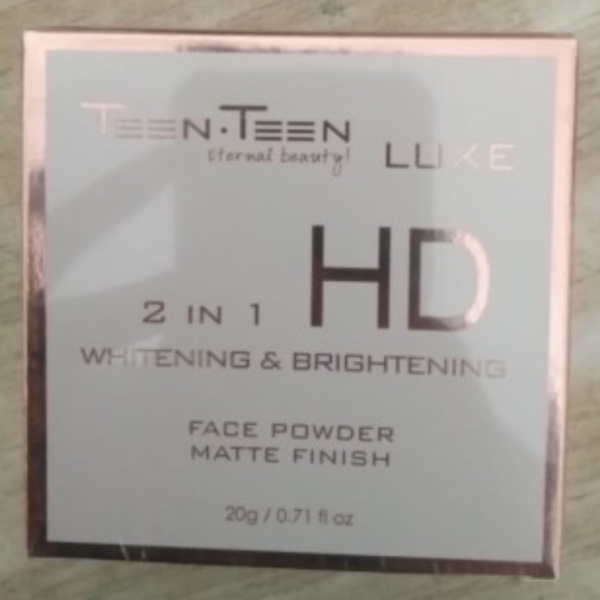 TEEN·TEEN
Eternal beauty!
LUXE
2 IN 1 HD
WHITENING & BRIGHTENING
FACE POWDER
MATTE FINISH
20g / 0.71 fl oz